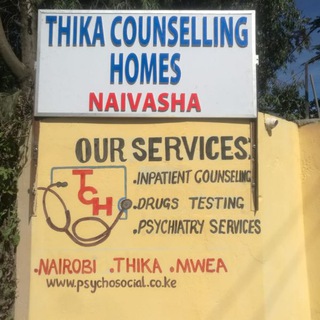 THIKA COUNSELLING
HOMES
NAIVASHA
OUR SERVICES
TCH
.INPATIENT COUNSELING
.DRUGS TESTING
.PSYCHIATRY SERVICES
.NAIROBI .THIKA .MWEA
www.psychosocial.co.ke